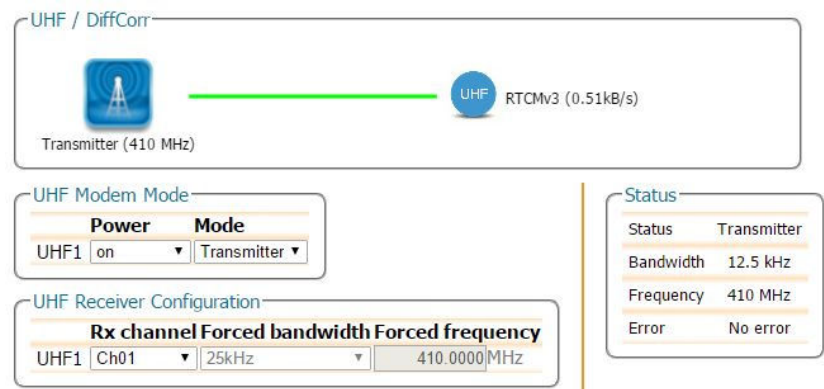 UHF / DiffCorr
UHF RTCMv3 (0.51kB/s)
Transmitter (410 MHz)
UHF Modem Mode
Power Mode
UHF1 on Transmitter
UHF Receiver Configuration
Rx channel Forced bandwidth Forced frequency
UHF1 Ch01 25kHz 410.0000 MHz
Status
Status Transmitter
Bandwidth 12.5 kHz
Frequency 410 MHz
Error No error